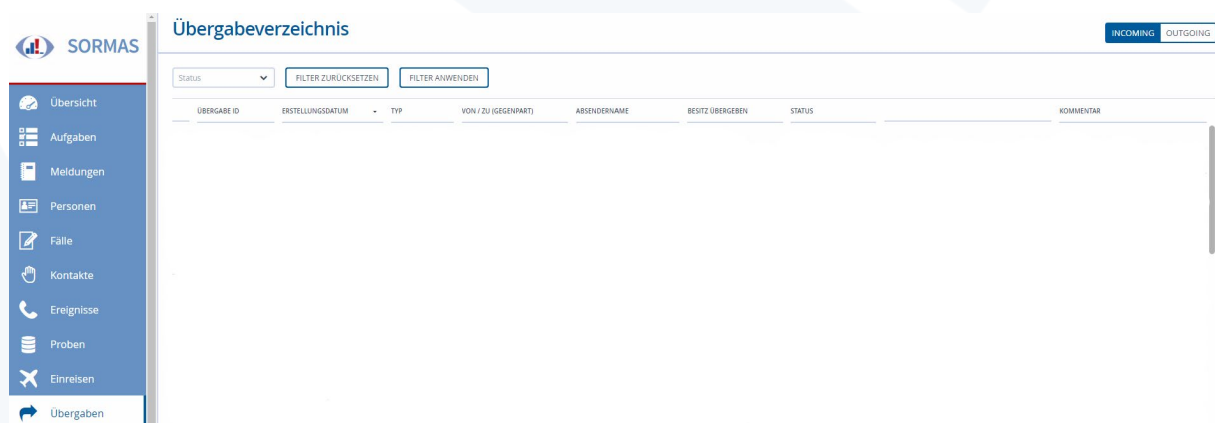 SORMAS
Übersicht
Aufgaben
Meldungen
Personen
Fälle
Kontakte
Ereignisse
Proben
Einreisen
Übergaben
Übergabeverzeichnis
INCOMING OUTGOING
Status FILTER ZURÜCKSETZEN FILTER ANWENDEN
ÜBERGABE ID ERSTELLUNGSDATUM TYP VON / ZU (GEGENPART) ABSENDERNAME BESITZ ÜBERGEBEN STATUS KOMMENTAR